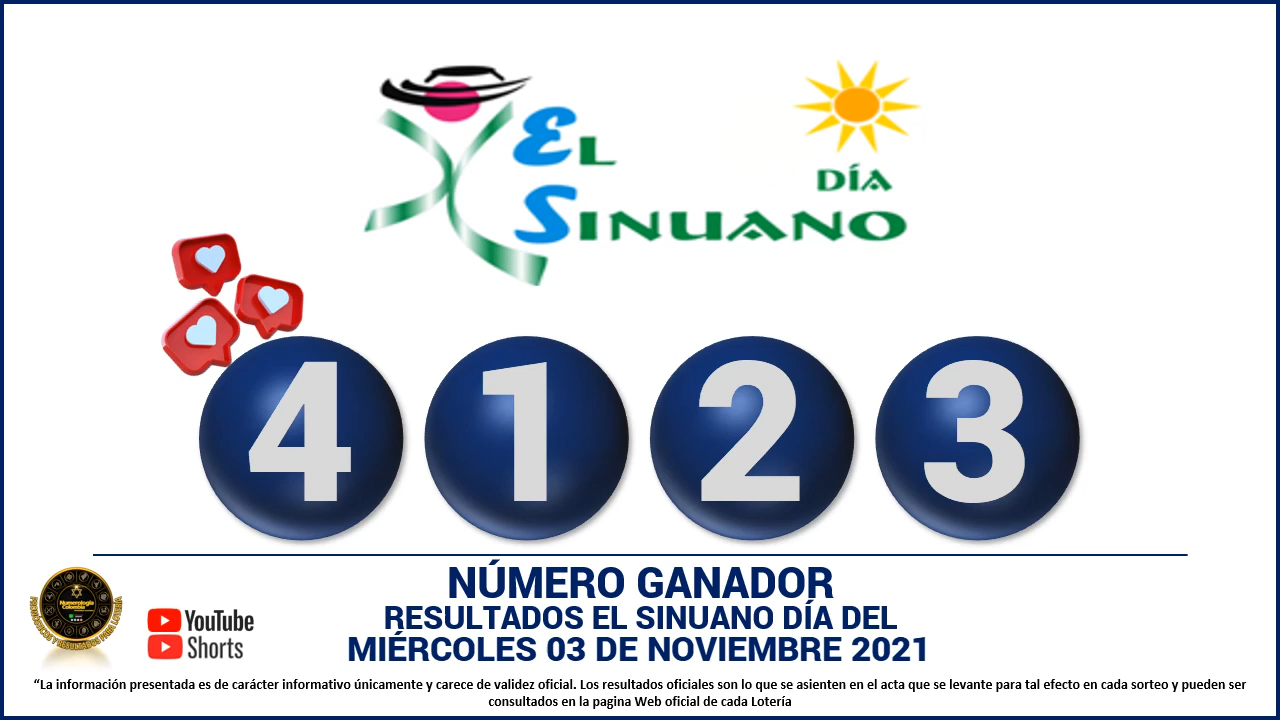 EL
DÍA
SINUANO
4 1 2 3
NÚMERO GANADOR
RESULTADOS EL SINUANO DÍA DEL
MIÉRCOLES 03 DE NOVIEMBRE 2021
Numerología
Colombia
YouTube
Shorts
“La información presentada es de carácter informativo únicamente y carece de validez oficial. Los resultados oficiales son lo que se asienten en el acta que se levante para tal efecto en cada sorteo y pueden ser
consultados en la pagina Web oficial de cada Lotería